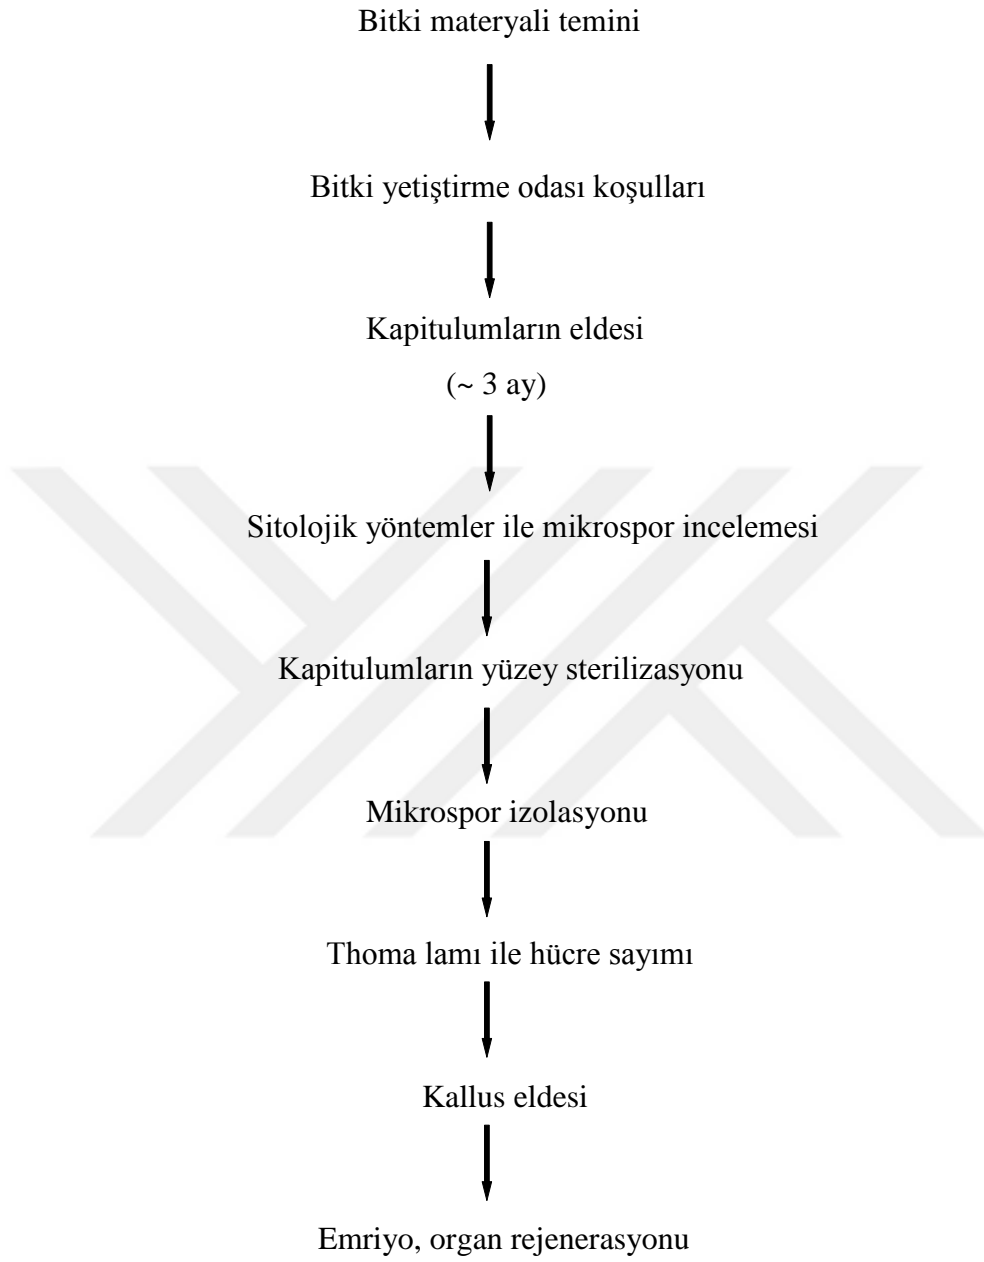 Bitki materyali temini
Bitki yetiştirme odası koşulları
Kapitulumların eldesi
(~ 3 ay)
Sitolojik yöntemler ile mikrospor incelemesi
Kapitulumların yüzey sterilizasyonu
Mikrospor izolasyonu
Thoma lamı ile hücre sayımı
Kallus eldesi
Emriyo, organ rejenerasyonu